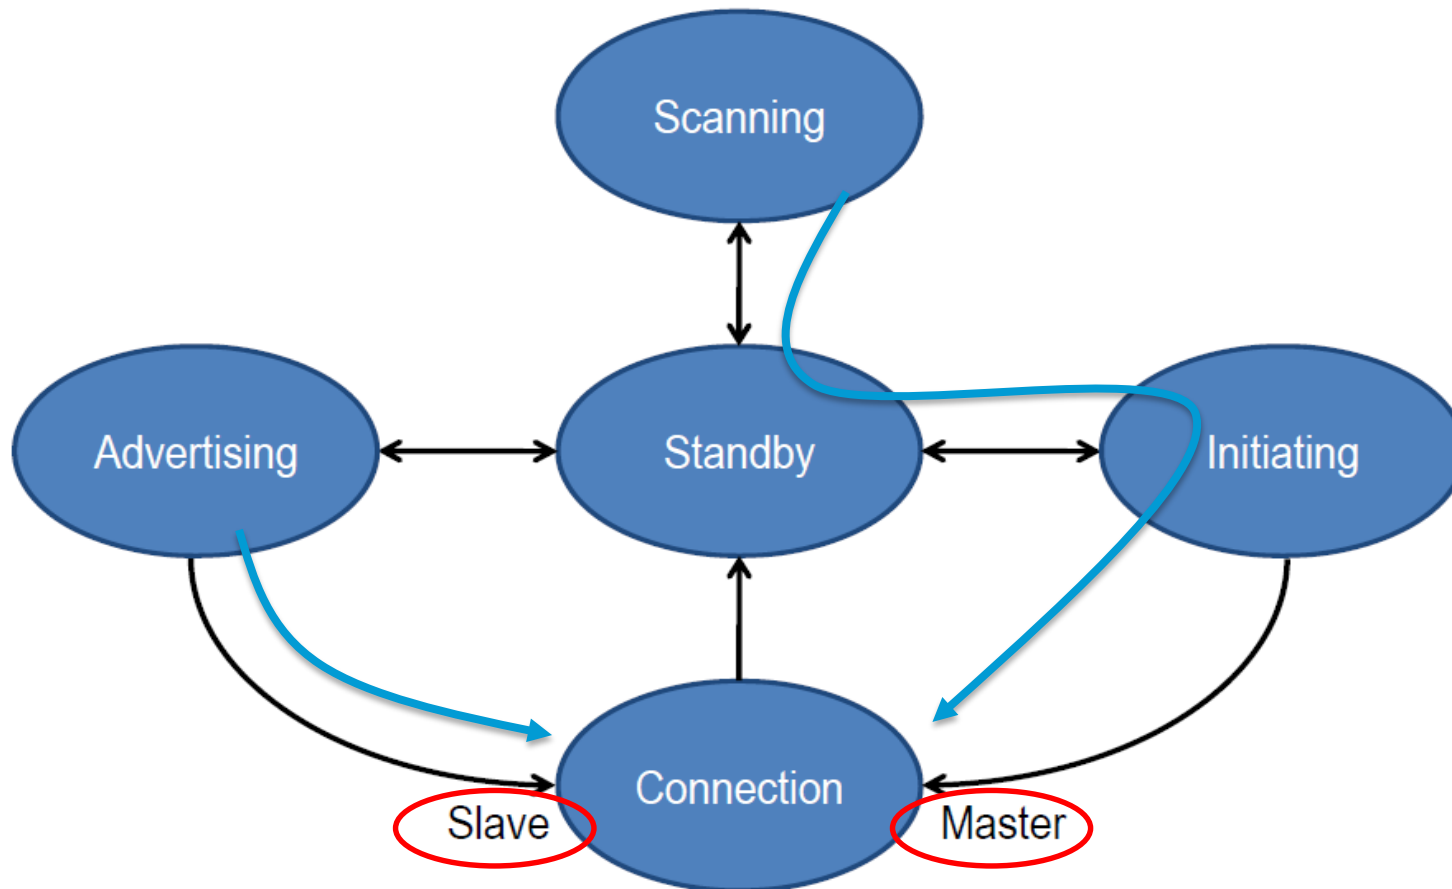 Scanning
Advertising
Standby
Initiating
Connection
Slave
Master